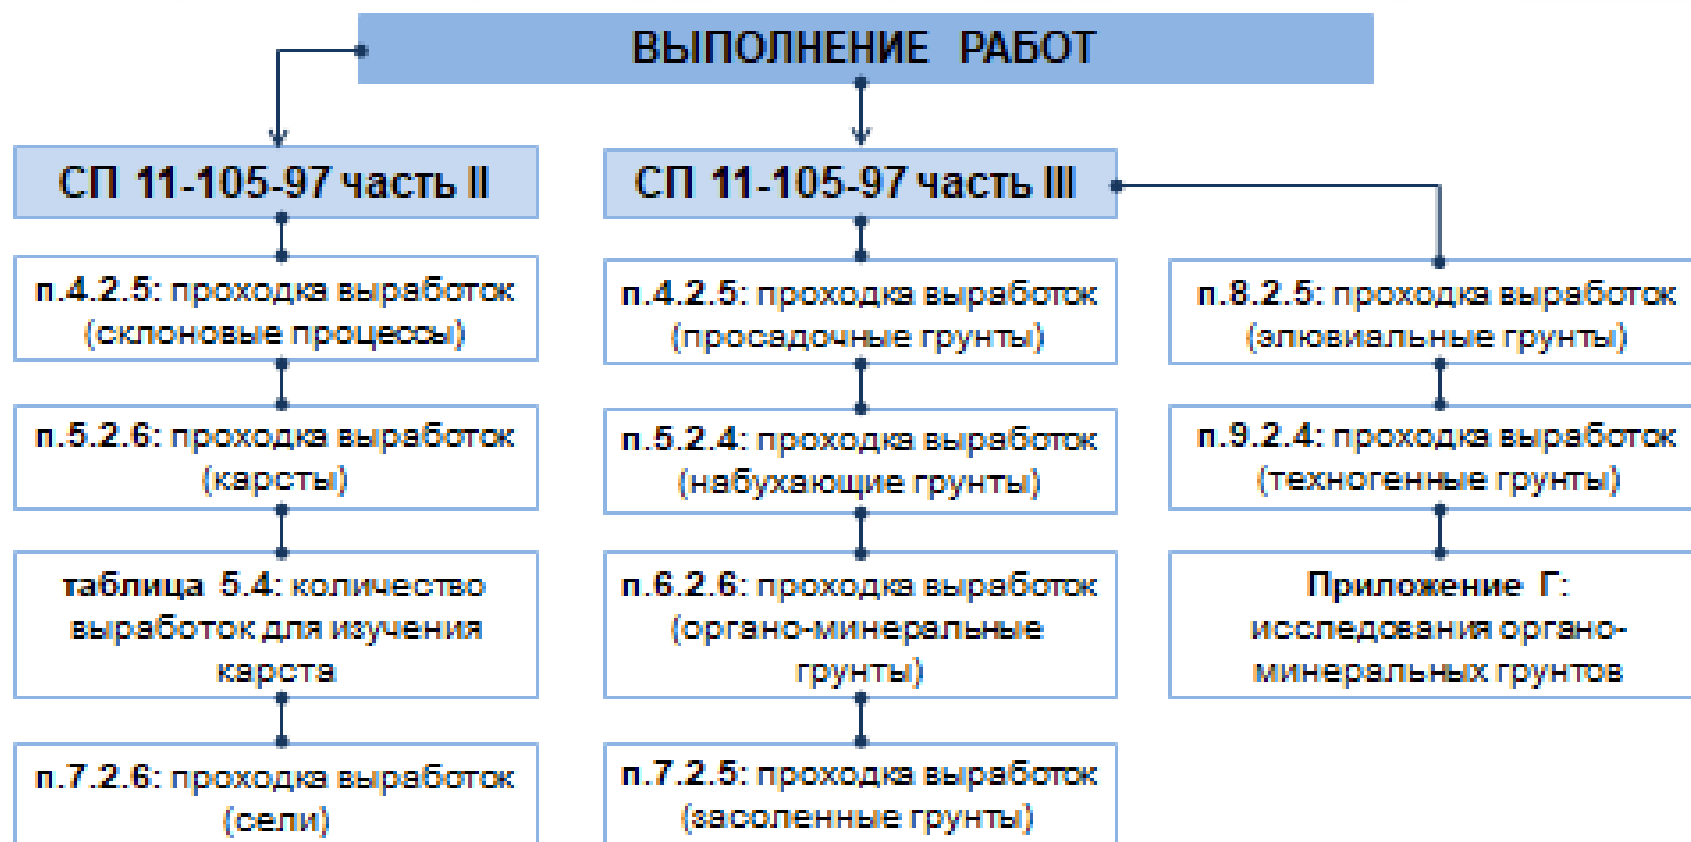 ВЫПОЛНЕНИЕ РАБОТ
СП 11-105-97 часть II
п.4.2.5: проходка выработок
(склоновые процессы)
п.5.2.6: проходка выработок
(карсты)
таблица 5.4: количество
выработок для изучения
карста
п.7.2.6: проходка выработок
(сели)
СП 11-105-97 часть III
п.4.2.5: проходка выработок
(просадочные грунты)
п.5.2.4: проходка выработок
(набухающие грунты)
п.6.2.6: проходка выработок
(органо-минеральные
грунты)
п.7.2.5: проходка выработок
(засоленные грунты)
п.8.2.5: проходка выработок
(элювиальные грунты)
п.9.2.4: проходка выработок
(техногенные грунты)
Приложение Г:
исследования органо-
минеральных грунтов